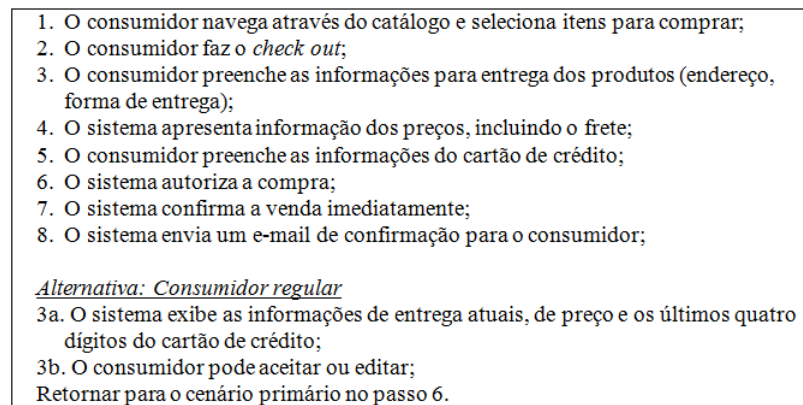 1. O consumidor navega através do catálogo e seleciona itens para comprar;
2. O consumidor faz o check out;
3. O consumidor preenche as informações para entrega dos produtos (endereço,
forma de entrega);
4. O sistema apresenta informação dos preços, incluindo o frete;
5. O consumidor preenche as informações do cartão de crédito;
6. O sistema autoriza a compra;
7. O sistema confirma a venda imediatamente;
8. O sistema envia um e-mail de confirmação para o consumidor;
Alternativa: Consumidor regular
3a. O sistema exibe as informações de entrega atuais, de preço e os últimos quatro
dígitos do cartão de crédito;
3b. O consumidor pode aceitar ou editar;
Retornar para o cenário primário no passo 6.